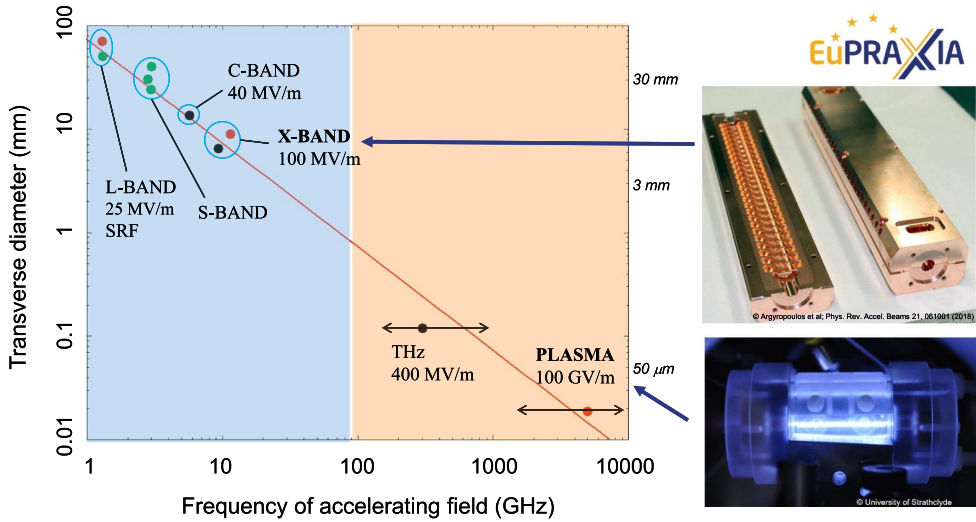 100
10
1
0.1
0.01
Transverse diameter (mm)
1
10
100
1000
10000
Frequency of accelerating field (GHz)
C-BAND
40 MV/m
X-BAND
100 MV/m
L-BAND
25 MV/m
SRF
S-BAND
THz
400 MV/m
PLASMA
100 GV/m
30 mm
3 mm
50 μm
EuPRAXIA
© Argyropoulos et al; Phys. Rev. Accel. Beams 21, 061001 (2018)
© University of Strathclyde